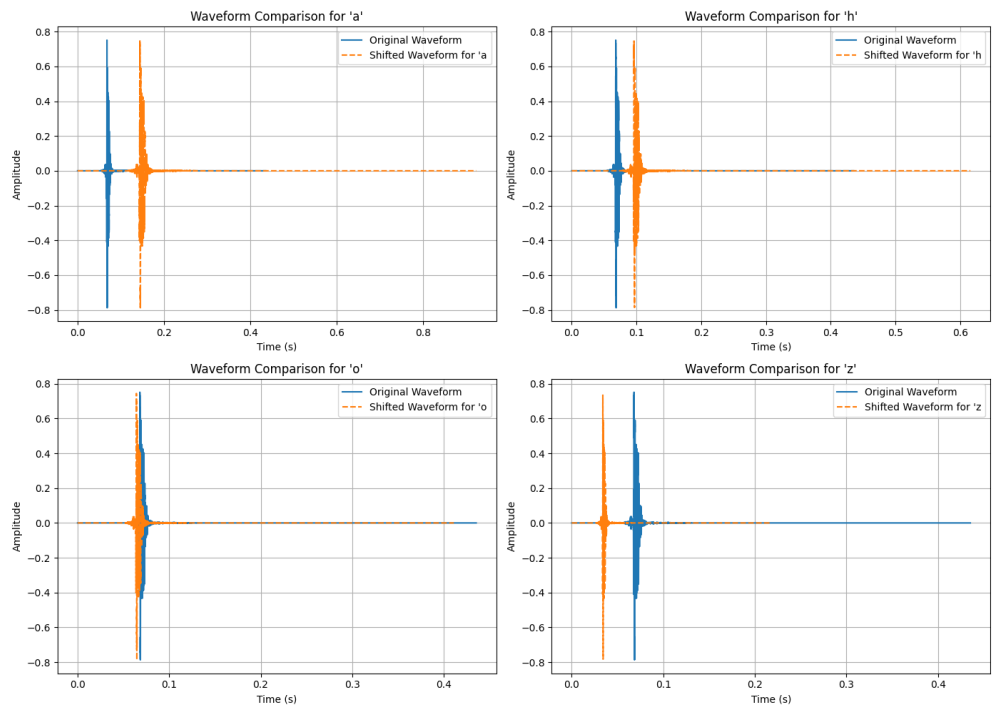 Waveform Comparison for 'a'
Original Waveform
Shifted Waveform for 'a
Amplitude
0.8
0.6
0.4
0.2
0.0
−0.2
−0.4
−0.6
−0.8
0.0 0.2 0.4 0.6 0.8
Time (s)
Waveform Comparison for 'h'
Original Waveform
Shifted Waveform for 'h
Amplitude
0.8
0.6
0.4
0.2
0.0
−0.2
−0.4
−0.6
−0.8
0.0 0.1 0.2 0.3 0.4 0.5 0.6
Time (s)
Waveform Comparison for 'o'
Original Waveform
Shifted Waveform for 'o
Amplitude
0.8
0.6
0.4
0.2
0.0
−0.2
−0.4
−0.6
−0.8
0.0 0.1 0.2 0.3 0.4
Time (s)
Waveform Comparison for 'z'
Original Waveform
Shifted Waveform for 'z
Amplitude
0.8
0.6
0.4
0.2
0.0
−0.2
−0.4
−0.6
−0.8
0.0 0.1 0.2 0.3 0.4
Time (s)